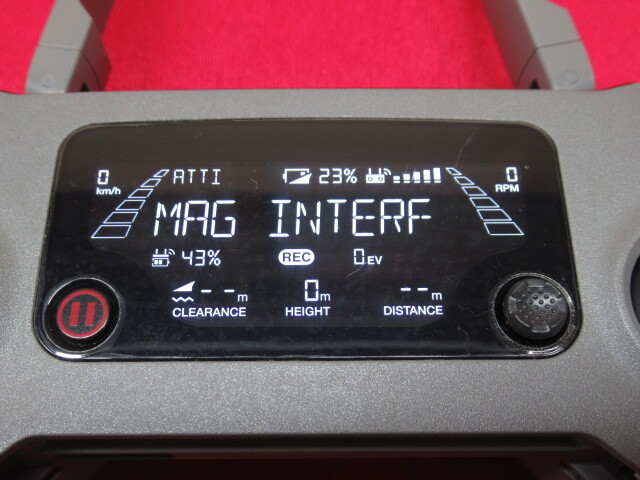 0 ATTI 23% 0
km/h RPM
MAG INTERF
43% REC 0EV
--m 0m --m
CLEARANCE HEIGHT DISTANCE